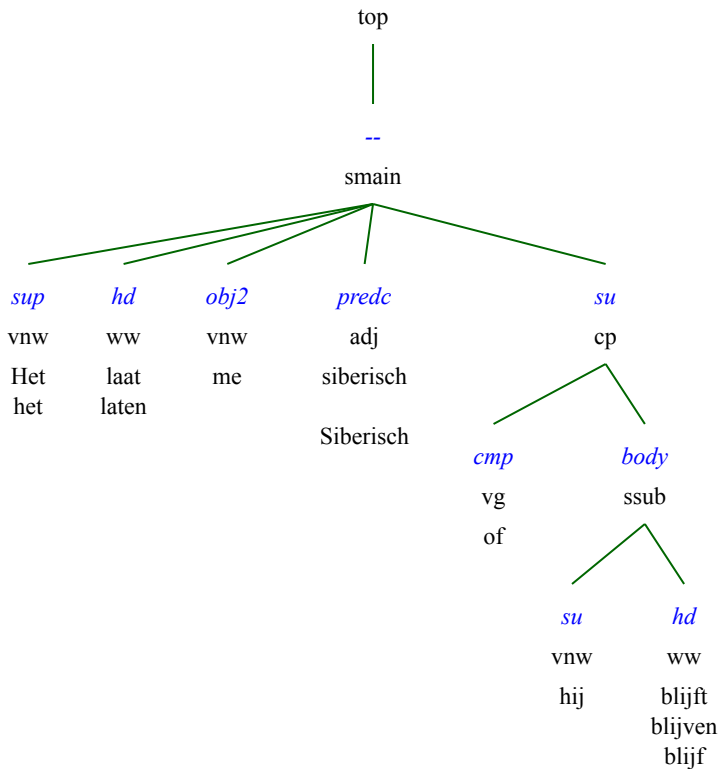 top
--
smain
sup hd obj2 predc su
vnw ww vnw adj cp
Het laat me siberisch
het laten
Siberisch
cmp body
vg ssub
of
su hd
vnw ww
hij blijft
blijven
blijf